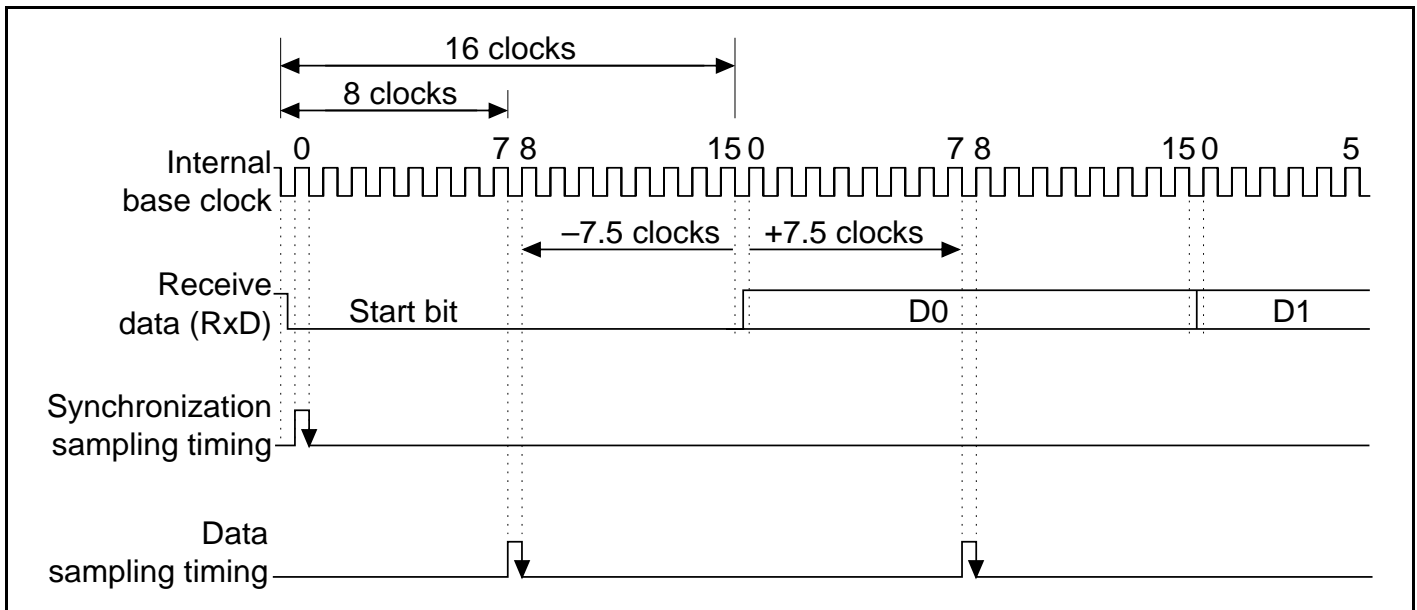 16 clocks
8 clocks
0 7 8 15 0 7 8 15 0 5
Internal
base clock
–7.5 clocks +7.5 clocks
Receive
data (RxD)
Start bit D0 D1
Synchronization
sampling timing
Data
sampling timing